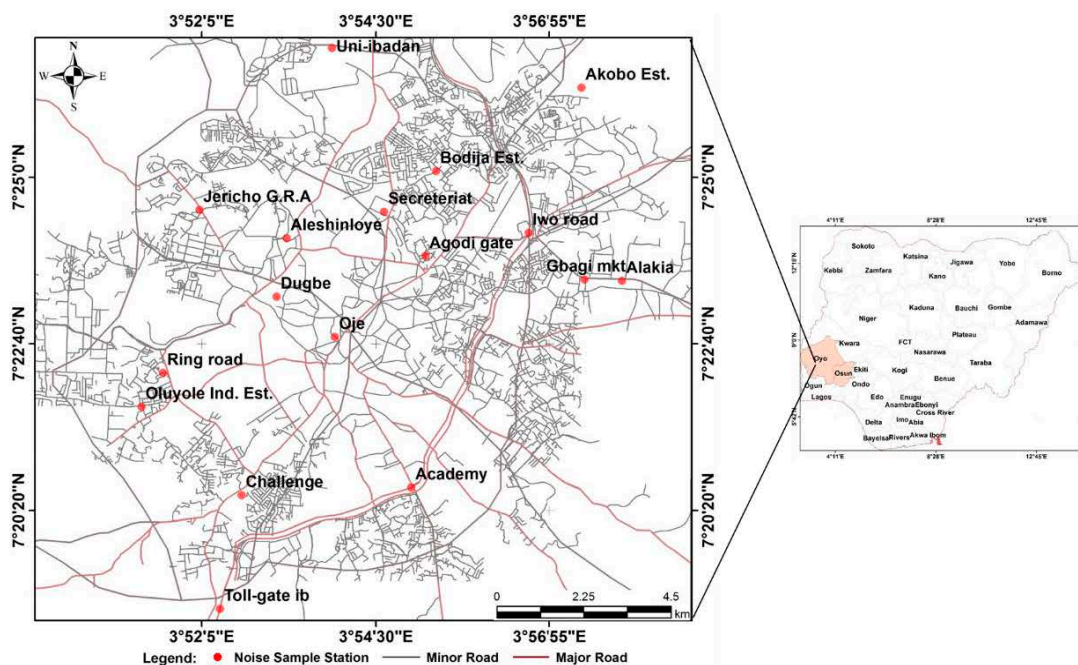 3°52'5"E 3°54'30"E 3°56'55"E
N
W E
S
Uni-ibadan
Akobo Est.
Bodija Est.
7°25'0"N 7°25'0"N
Jericho G.R.A Secreteriat
Aleshinloye Iwo road
Agodi gate
Gbagi mkt Alakia
Dugbe
Oje
7°22'40"N 7°22'40"N
Ring road
Oluyole Ind. Est.
Academy
Challenge
7°20'20"N 7°20'20"N
Toll-gate ib
0 2.25 4.5
km
3°52'5"E 3°54'30"E 3°56'55"E
Legend: Noise Sample Station Minor Road Major Road
4°11'E 8°28'E 12°45'E
Sokoto
Katsina
Kebbi Zamfara Jigawa Yobe
Kano Borno
Kaduna Bauchi Gombe
Niger Adamawa
Plateau
Kwara FCT
Nasarawa
Oyo Taraba
Osun Ekiti Kogi
Benue
Ogun Ondo
Lagos Edo Enugu
Anambra Ebonyi
Cross River
Delta Imo Abia
Bayelsa Rivers Akwa Ibom
9°0'N
5°42'N
4°11'E 8°28'E 12°45'E